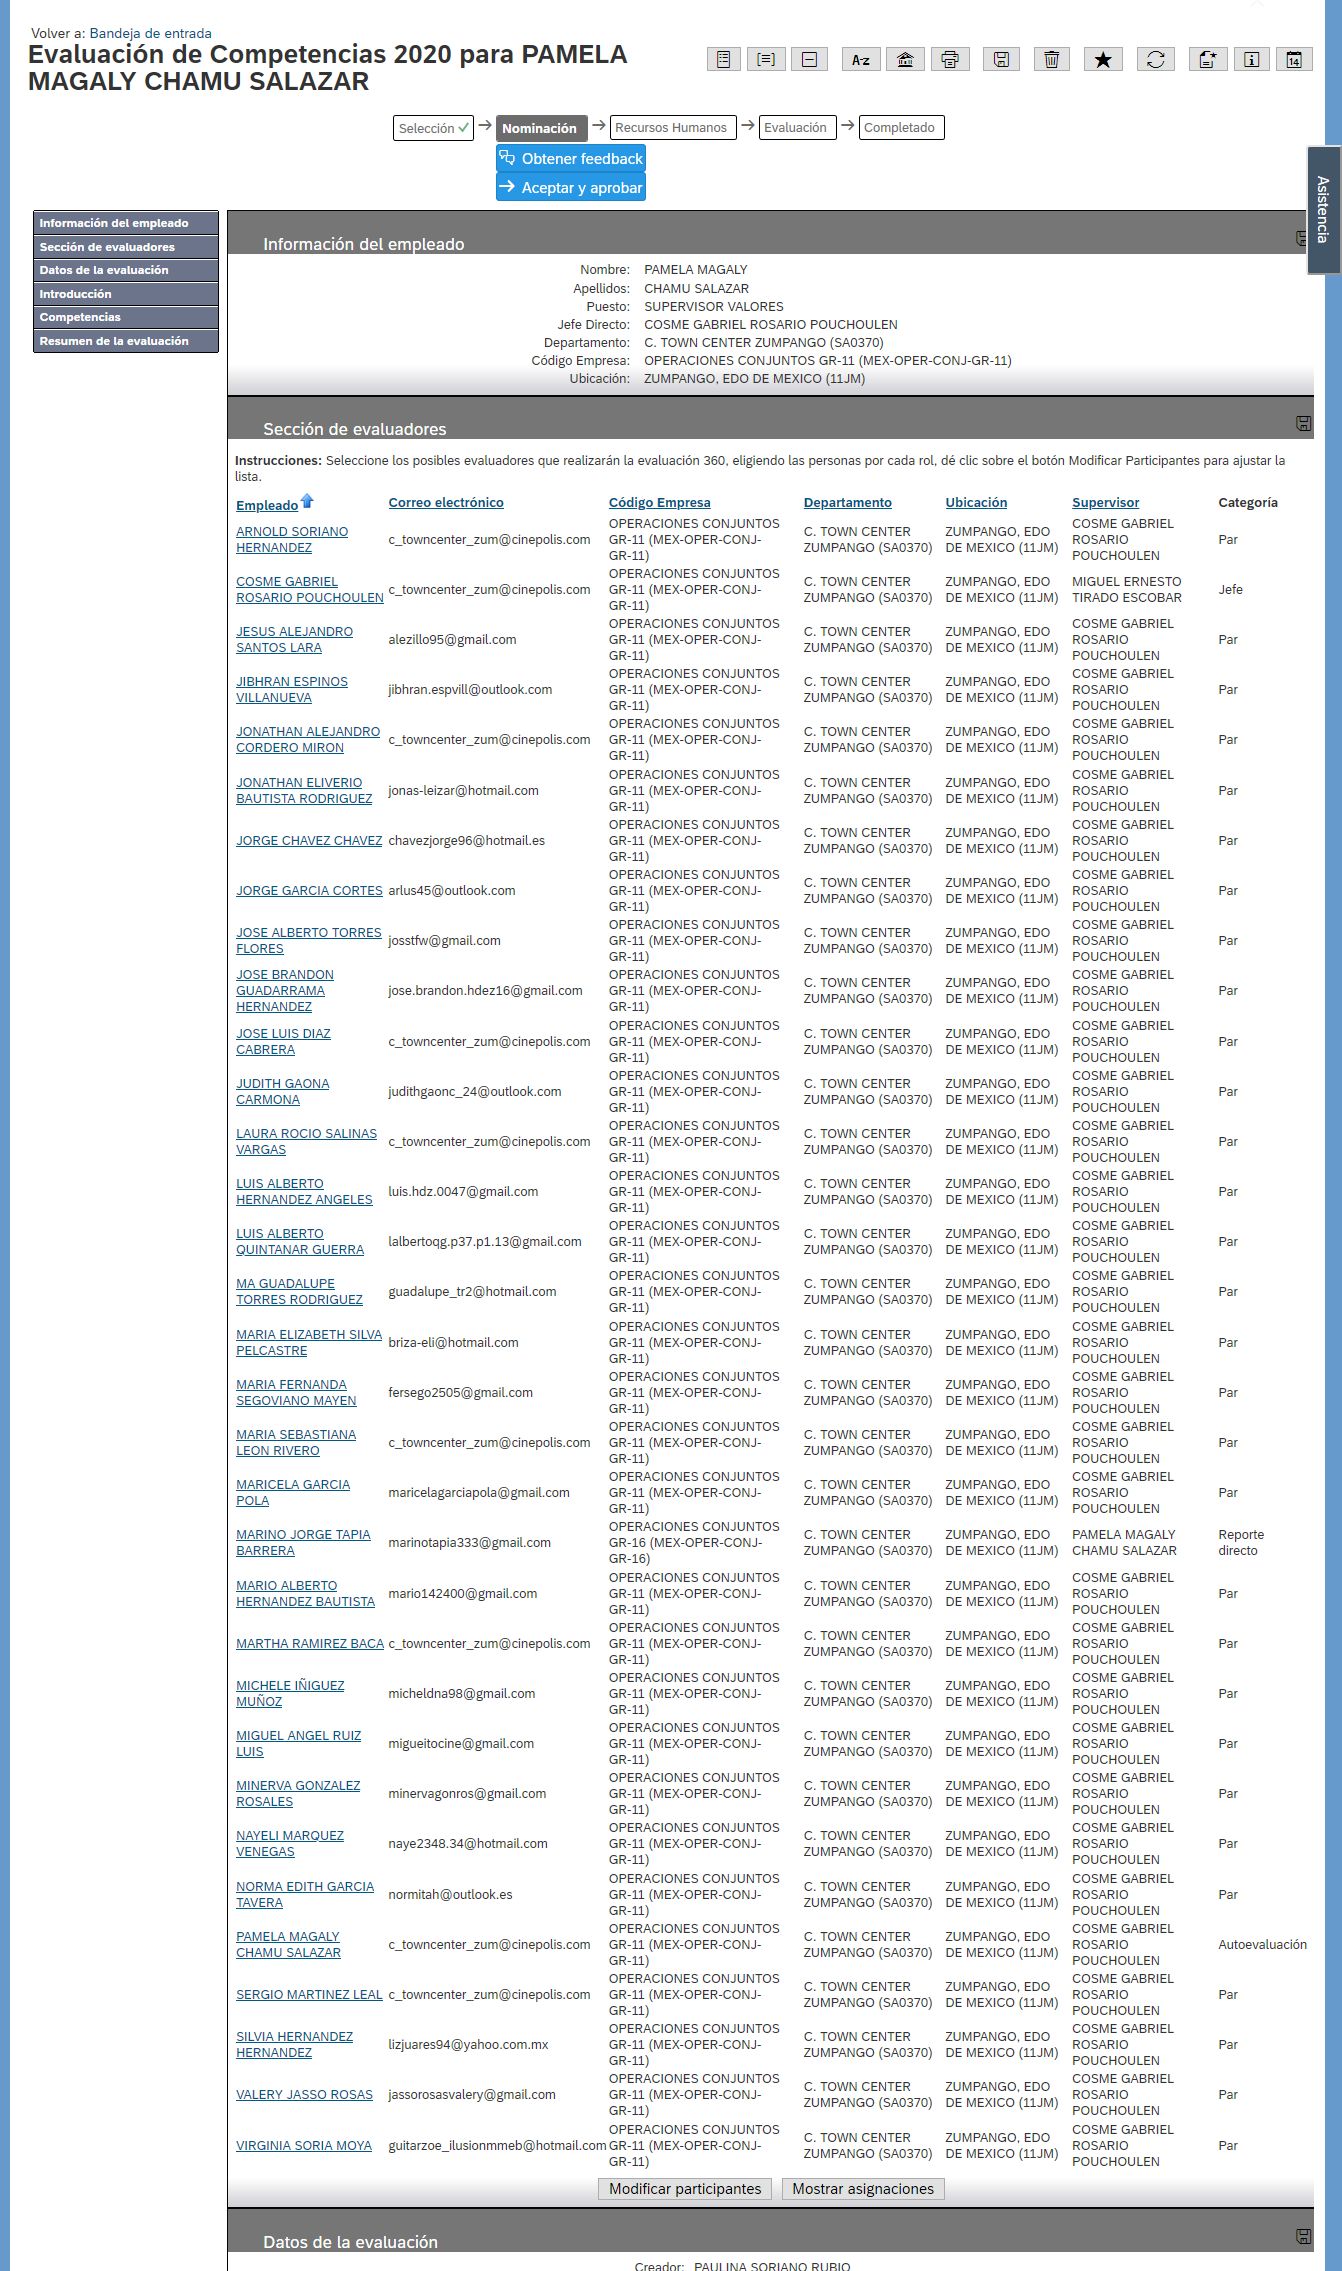 Volver a: Bandeja de entrada
Evaluación de Competencias 2020 para PAMELA
MAGALY CHAMU SALAZAR
A-z
14
Selección
Nominación
Recursos Humanos
Evaluación
Completado
Obtener feedback
Aceptar y aprobar
Asistencia
Información del empleado
Sección de evaluadores
Datos de la evaluación
Introducción
Competencias
Resumen de la evaluación
Información del empleado
Nombre: PAMELA MAGALY
Apellidos: CHAMU SALAZAR
Puesto: SUPERVISOR VALORES
Jefe Directo: COSME GABRIEL ROSARIO POUCHOULEN
Departamento: C. TOWN CENTER ZUMPANGO (SA0370)
Código Empresa: OPERACIONES CONJUNTOS GR-11 (MEX-OPER-CONJ-GR-11)
Ubicación: ZUMPANGO, EDO DE MEXICO (11JM)
Sección de evaluadores
Instrucciones: Seleccione los posibles evaluadores que realizarán la evaluación 360, eligiendo las personas por cada rol, dé clic sobre el botón Modificar Participantes para ajustar la
lista.
Empleado Correo electrónico Código Empresa Departamento Ubicación Supervisor Categoría
ARNOLD SORIANO HERNANDEZ c_towncenter_zum@cinepolis.com OPERACIONES CONJUNTOS GR-11 (MEX-OPER-CONJ-GR-11) C. TOWN CENTER ZUMPANGO (SA0370) ZUMPANGO, EDO DE MEXICO (11JM) COSME GABRIEL ROSARIO POUCHOULEN Par
COSME GABRIEL ROSARIO POUCHOULEN c_towncenter_zum@cinepolis.com OPERACIONES CONJUNTOS GR-11 (MEX-OPER-CONJ-GR-11) C. TOWN CENTER ZUMPANGO (SA0370) ZUMPANGO, EDO DE MEXICO (11JM) MIGUEL ERNESTO TIRADO ESCOBAR Jefe
JESUS ALEJANDRO SANTOS LARA alezillo95@gmail.com OPERACIONES CONJUNTOS GR-11 (MEX-OPER-CONJ-GR-11) C. TOWN CENTER ZUMPANGO (SA0370) ZUMPANGO, EDO DE MEXICO (11JM) COSME GABRIEL ROSARIO POUCHOULEN Par
JIBHRAN ESPINOS VILLANUEVA jibhran.espvill@outlook.com OPERACIONES CONJUNTOS GR-11 (MEX-OPER-CONJ-GR-11) C. TOWN CENTER ZUMPANGO (SA0370) ZUMPANGO, EDO DE MEXICO (11JM) COSME GABRIEL ROSARIO POUCHOULEN Par
JONATHAN ALEJANDRO CORDERO MIRON c_towncenter_zum@cinepolis.com OPERACIONES CONJUNTOS GR-11 (MEX-OPER-CONJ-GR-11) C. TOWN CENTER ZUMPANGO (SA0370) ZUMPANGO, EDO DE MEXICO (11JM) COSME GABRIEL ROSARIO POUCHOULEN Par
JONATHAN ELIVERIO BAUTISTA RODRIGUEZ jonas-leizar@hotmail.com OPERACIONES CONJUNTOS GR-11 (MEX-OPER-CONJ-GR-11) C. TOWN CENTER ZUMPANGO (SA0370) ZUMPANGO, EDO DE MEXICO (11JM) COSME GABRIEL ROSARIO POUCHOULEN Par
JORGE CHAVEZ CHAVEZ chavezjorge96@hotmail.es OPERACIONES CONJUNTOS GR-11 (MEX-OPER-CONJ-GR-11) C. TOWN CENTER ZUMPANGO (SA0370) ZUMPANGO, EDO DE MEXICO (11JM) COSME GABRIEL ROSARIO POUCHOULEN Par
JORGE GARCIA CORTES arlus45@outlook.com OPERACIONES CONJUNTOS GR-11 (MEX-OPER-CONJ-GR-11) C. TOWN CENTER ZUMPANGO (SA0370) ZUMPANGO, EDO DE MEXICO (11JM) COSME GABRIEL ROSARIO POUCHOULEN Par
JOSE ALBERTO TORRES FLORES josstfw@gmail.com OPERACIONES CONJUNTOS GR-11 (MEX-OPER-CONJ-GR-11) C. TOWN CENTER ZUMPANGO (SA0370) ZUMPANGO, EDO DE MEXICO (11JM) COSME GABRIEL ROSARIO POUCHOULEN Par
JOSE BRANDON GUADARRAMA HERNANDEZ jose.brandon.hdez16@gmail.com OPERACIONES CONJUNTOS GR-11 (MEX-OPER-CONJ-GR-11) C. TOWN CENTER ZUMPANGO (SA0370) ZUMPANGO, EDO DE MEXICO (11JM) COSME GABRIEL ROSARIO POUCHOULEN Par
JOSE LUIS DIAZ CABRERA c_towncenter_zum@cinepolis.com OPERACIONES CONJUNTOS GR-11 (MEX-OPER-CONJ-GR-11) C. TOWN CENTER ZUMPANGO (SA0370) ZUMPANGO, EDO DE MEXICO (11JM) COSME GABRIEL ROSARIO POUCHOULEN Par
JUDITH GAONA CARMONA judithgaonc_24@outlook.com OPERACIONES CONJUNTOS GR-11 (MEX-OPER-CONJ-GR-11) C. TOWN CENTER ZUMPANGO (SA0370) ZUMPANGO, EDO DE MEXICO (11JM) COSME GABRIEL ROSARIO POUCHOULEN Par
LAURA ROCIO SALINAS VARGAS c_towncenter_zum@cinepolis.com OPERACIONES CONJUNTOS GR-11 (MEX-OPER-CONJ-GR-11) C. TOWN CENTER ZUMPANGO (SA0370) ZUMPANGO, EDO DE MEXICO (11JM) COSME GABRIEL ROSARIO POUCHOULEN Par
LUIS ALBERTO HERNANDEZ ANGELES luis.hdz.0047@gmail.com OPERACIONES CONJUNTOS GR-11 (MEX-OPER-CONJ-GR-11) C. TOWN CENTER ZUMPANGO (SA0370) ZUMPANGO, EDO DE MEXICO (11JM) COSME GABRIEL ROSARIO POUCHOULEN Par
LUIS ALBERTO QUINTANAR GUERRA lalbertoqg.p37.p1.13@gmail.com OPERACIONES CONJUNTOS GR-11 (MEX-OPER-CONJ-GR-11) C. TOWN CENTER ZUMPANGO (SA0370) ZUMPANGO, EDO DE MEXICO (11JM) COSME GABRIEL ROSARIO POUCHOULEN Par
MA GUADALUPE TORRES RODRIGUEZ guadalupe_tr2@hotmail.com OPERACIONES CONJUNTOS GR-11 (MEX-OPER-CONJ-GR-11) C. TOWN CENTER ZUMPANGO (SA0370) ZUMPANGO, EDO DE MEXICO (11JM) COSME GABRIEL ROSARIO POUCHOULEN Par
MARIA ELIZABETH SILVA PELCASTRE briza-eli@hotmail.com OPERACIONES CONJUNTOS GR-11 (MEX-OPER-CONJ-GR-11) C. TOWN CENTER ZUMPANGO (SA0370) ZUMPANGO, EDO DE MEXICO (11JM) COSME GABRIEL ROSARIO POUCHOULEN Par
MARIA FERNANDA SEGOVIANO MAYEN fersego2505@gmail.com OPERACIONES CONJUNTOS GR-11 (MEX-OPER-CONJ-GR-11) C. TOWN CENTER ZUMPANGO (SA0370) ZUMPANGO, EDO DE MEXICO (11JM) COSME GABRIEL ROSARIO POUCHOULEN Par
MARIA SEBASTIANA LEON RIVERO c_towncenter_zum@cinepolis.com OPERACIONES CONJUNTOS GR-11 (MEX-OPER-CONJ-GR-11) C. TOWN CENTER ZUMPANGO (SA0370) ZUMPANGO, EDO DE MEXICO (11JM) COSME GABRIEL ROSARIO POUCHOULEN Par
MARICELA GARCIA POLA maricelagarciapola@gmail.com OPERACIONES CONJUNTOS GR-11 (MEX-OPER-CONJ-GR-11) C. TOWN CENTER ZUMPANGO (SA0370) ZUMPANGO, EDO DE MEXICO (11JM) COSME GABRIEL ROSARIO POUCHOULEN Par
MARINO JORGE TAPIA BARRERA marinotapia333@gmail.com OPERACIONES CONJUNTOS GR-16 (MEX-OPER-CONJ-GR-16) C. TOWN CENTER ZUMPANGO (SA0370) ZUMPANGO, EDO DE MEXICO (11JM) PAMELA MAGALY CHAMU SALAZAR Reporte directo
MARIO ALBERTO HERNANDEZ BAUTISTA mario142400@gmail.com OPERACIONES CONJUNTOS GR-11 (MEX-OPER-CONJ-GR-11) C. TOWN CENTER ZUMPANGO (SA0370) ZUMPANGO, EDO DE MEXICO (11JM) COSME GABRIEL ROSARIO POUCHOULEN Par
MARTHA RAMIREZ BACA c_towncenter_zum@cinepolis.com OPERACIONES CONJUNTOS GR-11 (MEX-OPER-CONJ-GR-11) C. TOWN CENTER ZUMPANGO (SA0370) ZUMPANGO, EDO DE MEXICO (11JM) COSME GABRIEL ROSARIO POUCHOULEN Par
MICHELE IÑIGUEZ MUÑOZ micheldna98@gmail.com OPERACIONES CONJUNTOS GR-11 (MEX-OPER-CONJ-GR-11) C. TOWN CENTER ZUMPANGO (SA0370) ZUMPANGO, EDO DE MEXICO (11JM) COSME GABRIEL ROSARIO POUCHOULEN Par
MIGUEL ANGEL RUIZ LUIS migueitocine@gmail.com OPERACIONES CONJUNTOS GR-11 (MEX-OPER-CONJ-GR-11) C. TOWN CENTER ZUMPANGO (SA0370) ZUMPANGO, EDO DE MEXICO (11JM) COSME GABRIEL ROSARIO POUCHOULEN Par
MINERVA GONZALEZ ROSALES minervagonros@gmail.com OPERACIONES CONJUNTOS GR-11 (MEX-OPER-CONJ-GR-11) C. TOWN CENTER ZUMPANGO (SA0370) ZUMPANGO, EDO DE MEXICO (11JM) COSME GABRIEL ROSARIO POUCHOULEN Par
NAYELI MARQUEZ VENEGAS naye2348.34@hotmail.com OPERACIONES CONJUNTOS GR-11 (MEX-OPER-CONJ-GR-11) C. TOWN CENTER ZUMPANGO (SA0370) ZUMPANGO, EDO DE MEXICO (11JM) COSME GABRIEL ROSARIO POUCHOULEN Par
NORMA EDITH GARCIA TAVERA normitah@outlook.es OPERACIONES CONJUNTOS GR-11 (MEX-OPER-CONJ-GR-11) C. TOWN CENTER ZUMPANGO (SA0370) ZUMPANGO, EDO DE MEXICO (11JM) COSME GABRIEL ROSARIO POUCHOULEN Par
PAMELA MAGALY CHAMU SALAZAR c_towncenter_zum@cinepolis.com OPERACIONES CONJUNTOS GR-11 (MEX-OPER-CONJ-GR-11) C. TOWN CENTER ZUMPANGO (SA0370) ZUMPANGO, EDO DE MEXICO (11JM) COSME GABRIEL ROSARIO POUCHOULEN Autoevaluación
SERGIO MARTINEZ LEAL c_towncenter_zum@cinepolis.com OPERACIONES CONJUNTOS GR-11 (MEX-OPER-CONJ-GR-11) C. TOWN CENTER ZUMPANGO (SA0370) ZUMPANGO, EDO DE MEXICO (11JM) COSME GABRIEL ROSARIO POUCHOULEN Par
SILVIA HERNANDEZ HERNANDEZ lizjuares94@yahoo.com.mx OPERACIONES CONJUNTOS GR-11 (MEX-OPER-CONJ-GR-11) C. TOWN CENTER ZUMPANGO (SA0370) ZUMPANGO, EDO DE MEXICO (11JM) COSME GABRIEL ROSARIO POUCHOULEN Par
VALERY JASSO ROSAS jassorosasvalery@gmail.com OPERACIONES CONJUNTOS GR-11 (MEX-OPER-CONJ-GR-11) C. TOWN CENTER ZUMPANGO (SA0370) ZUMPANGO, EDO DE MEXICO (11JM) COSME GABRIEL ROSARIO POUCHOULEN Par
VIRGINIA SORIA MOYA guitarzoe_ilusionmmeb@hotmail.com OPERACIONES CONJUNTOS GR-11 (MEX-OPER-CONJ-GR-11) C. TOWN CENTER ZUMPANGO (SA0370) ZUMPANGO, EDO DE MEXICO (11JM) COSME GABRIEL ROSARIO POUCHOULEN Par
Modificar participantes Mostrar asignaciones
Datos de la evaluación
Creador: PAULINA SORIANO RUBIO